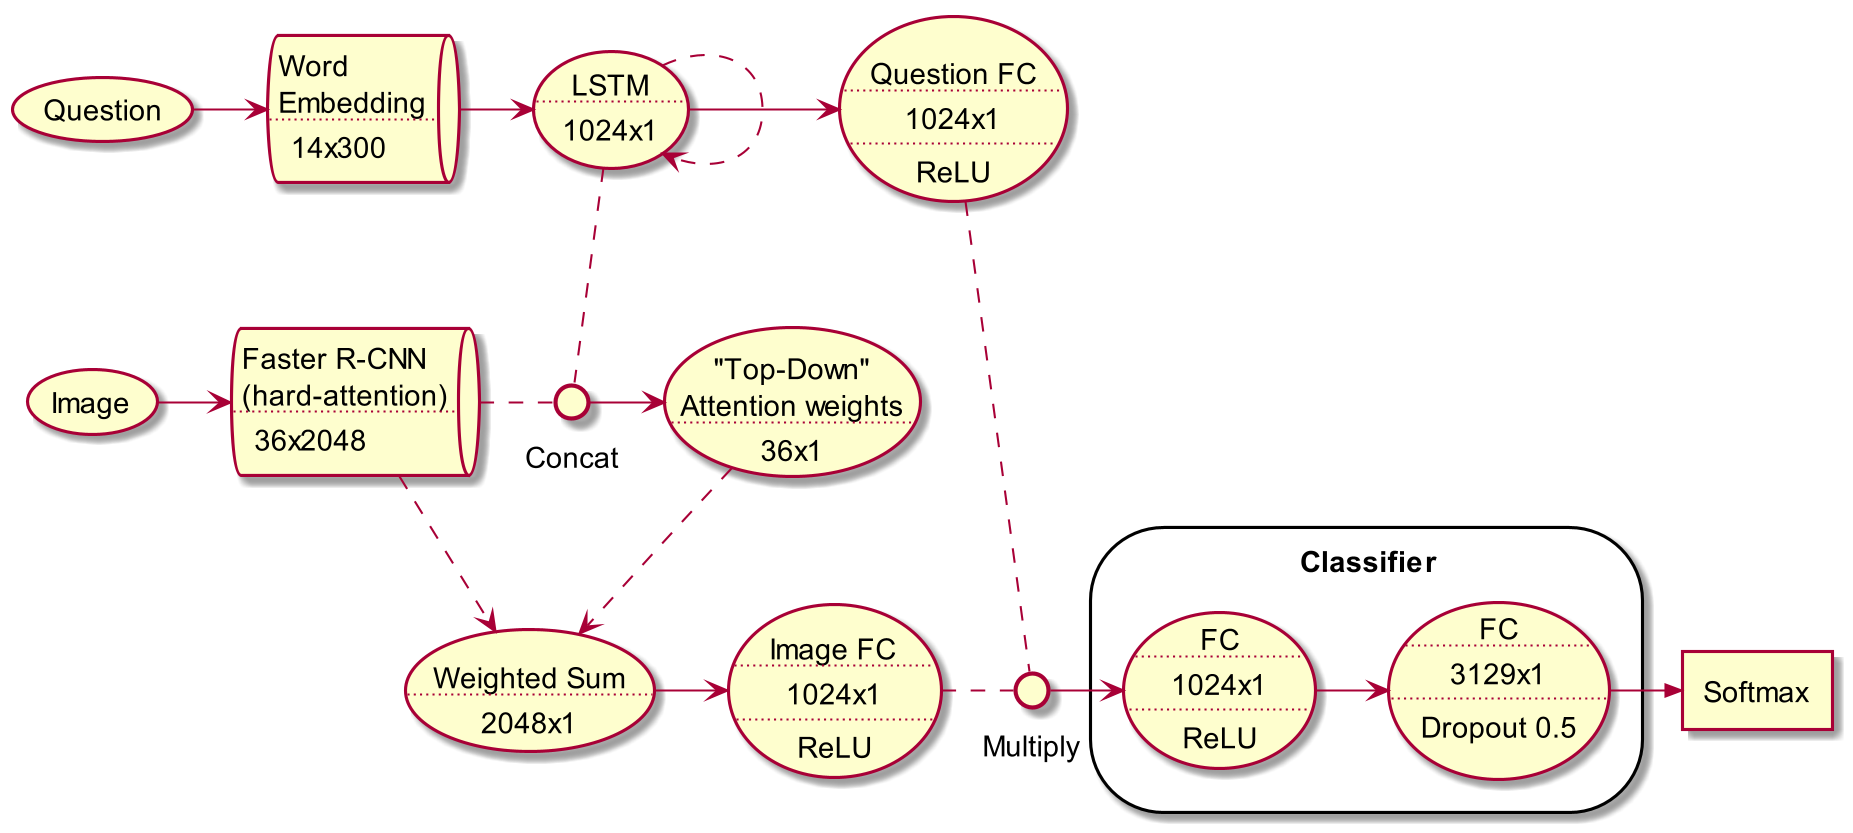 Question
Word
Embedding
14x300
LSTM
1024x1
Question FC
1024x1
ReLU
Image
Faster R-CNN
(hard-attention)
36x2048
Concat
"Top-Down"
Attention weights
36x1
Weighted Sum
2048x1
Image FC
1024x1
ReLU
Multiply
Classifier
FC
1024x1
ReLU
FC
3129x1
Dropout 0.5
Softmax